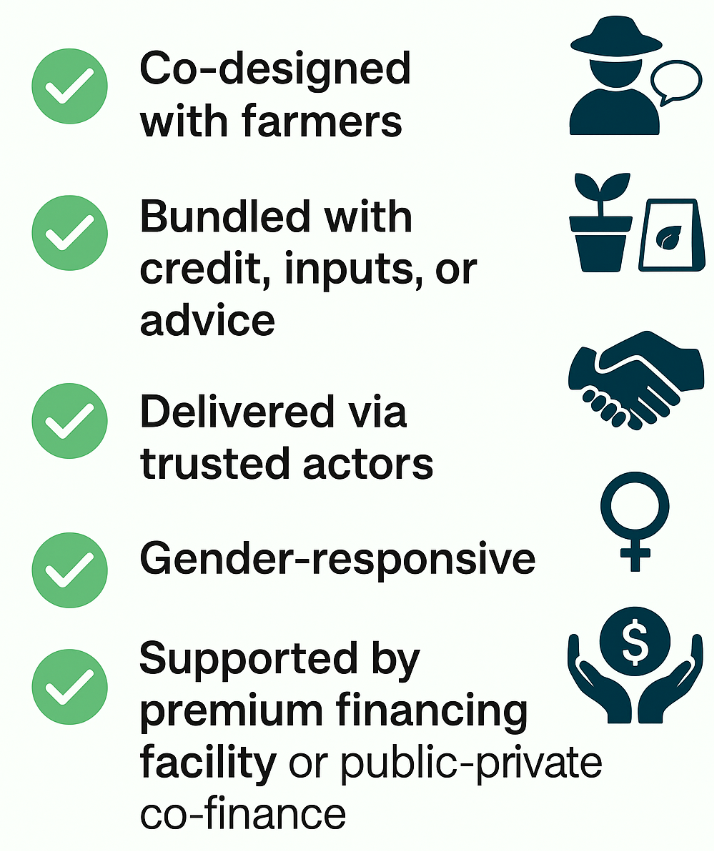 Co-designed
with farmers
Bundled with
credit, inputs, or
advice
Delivered via
trusted actors
Gender-responsive
Supported by
premium financing
facility or public-private
co-finance
$